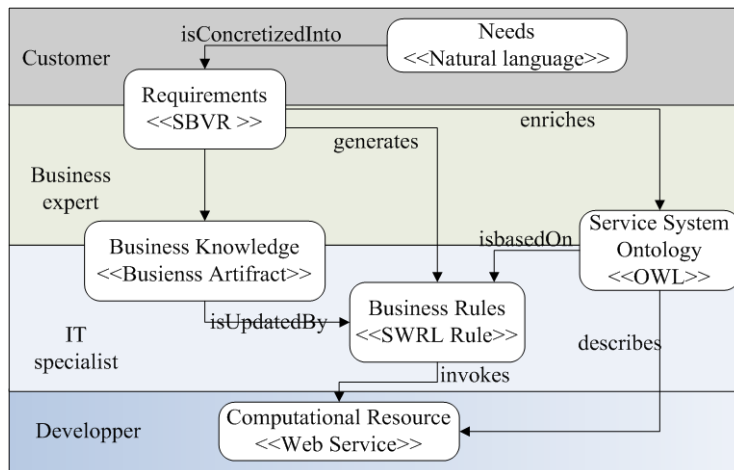 Needs
<<Natural language>>
isConcretizedInto
Customer
Requirements
<<SBVR >>
enriches
generates
Business
expert
Service System
Ontology
<<OWL>>
isbasedOn
Business Knowledge
<<Busienss Artifract>>
Business Rules
<<SWRL Rule>>
isUpdatedBy
IT
specialist
describes
invokes
Computational Resource
<<Web Service>>
Developper